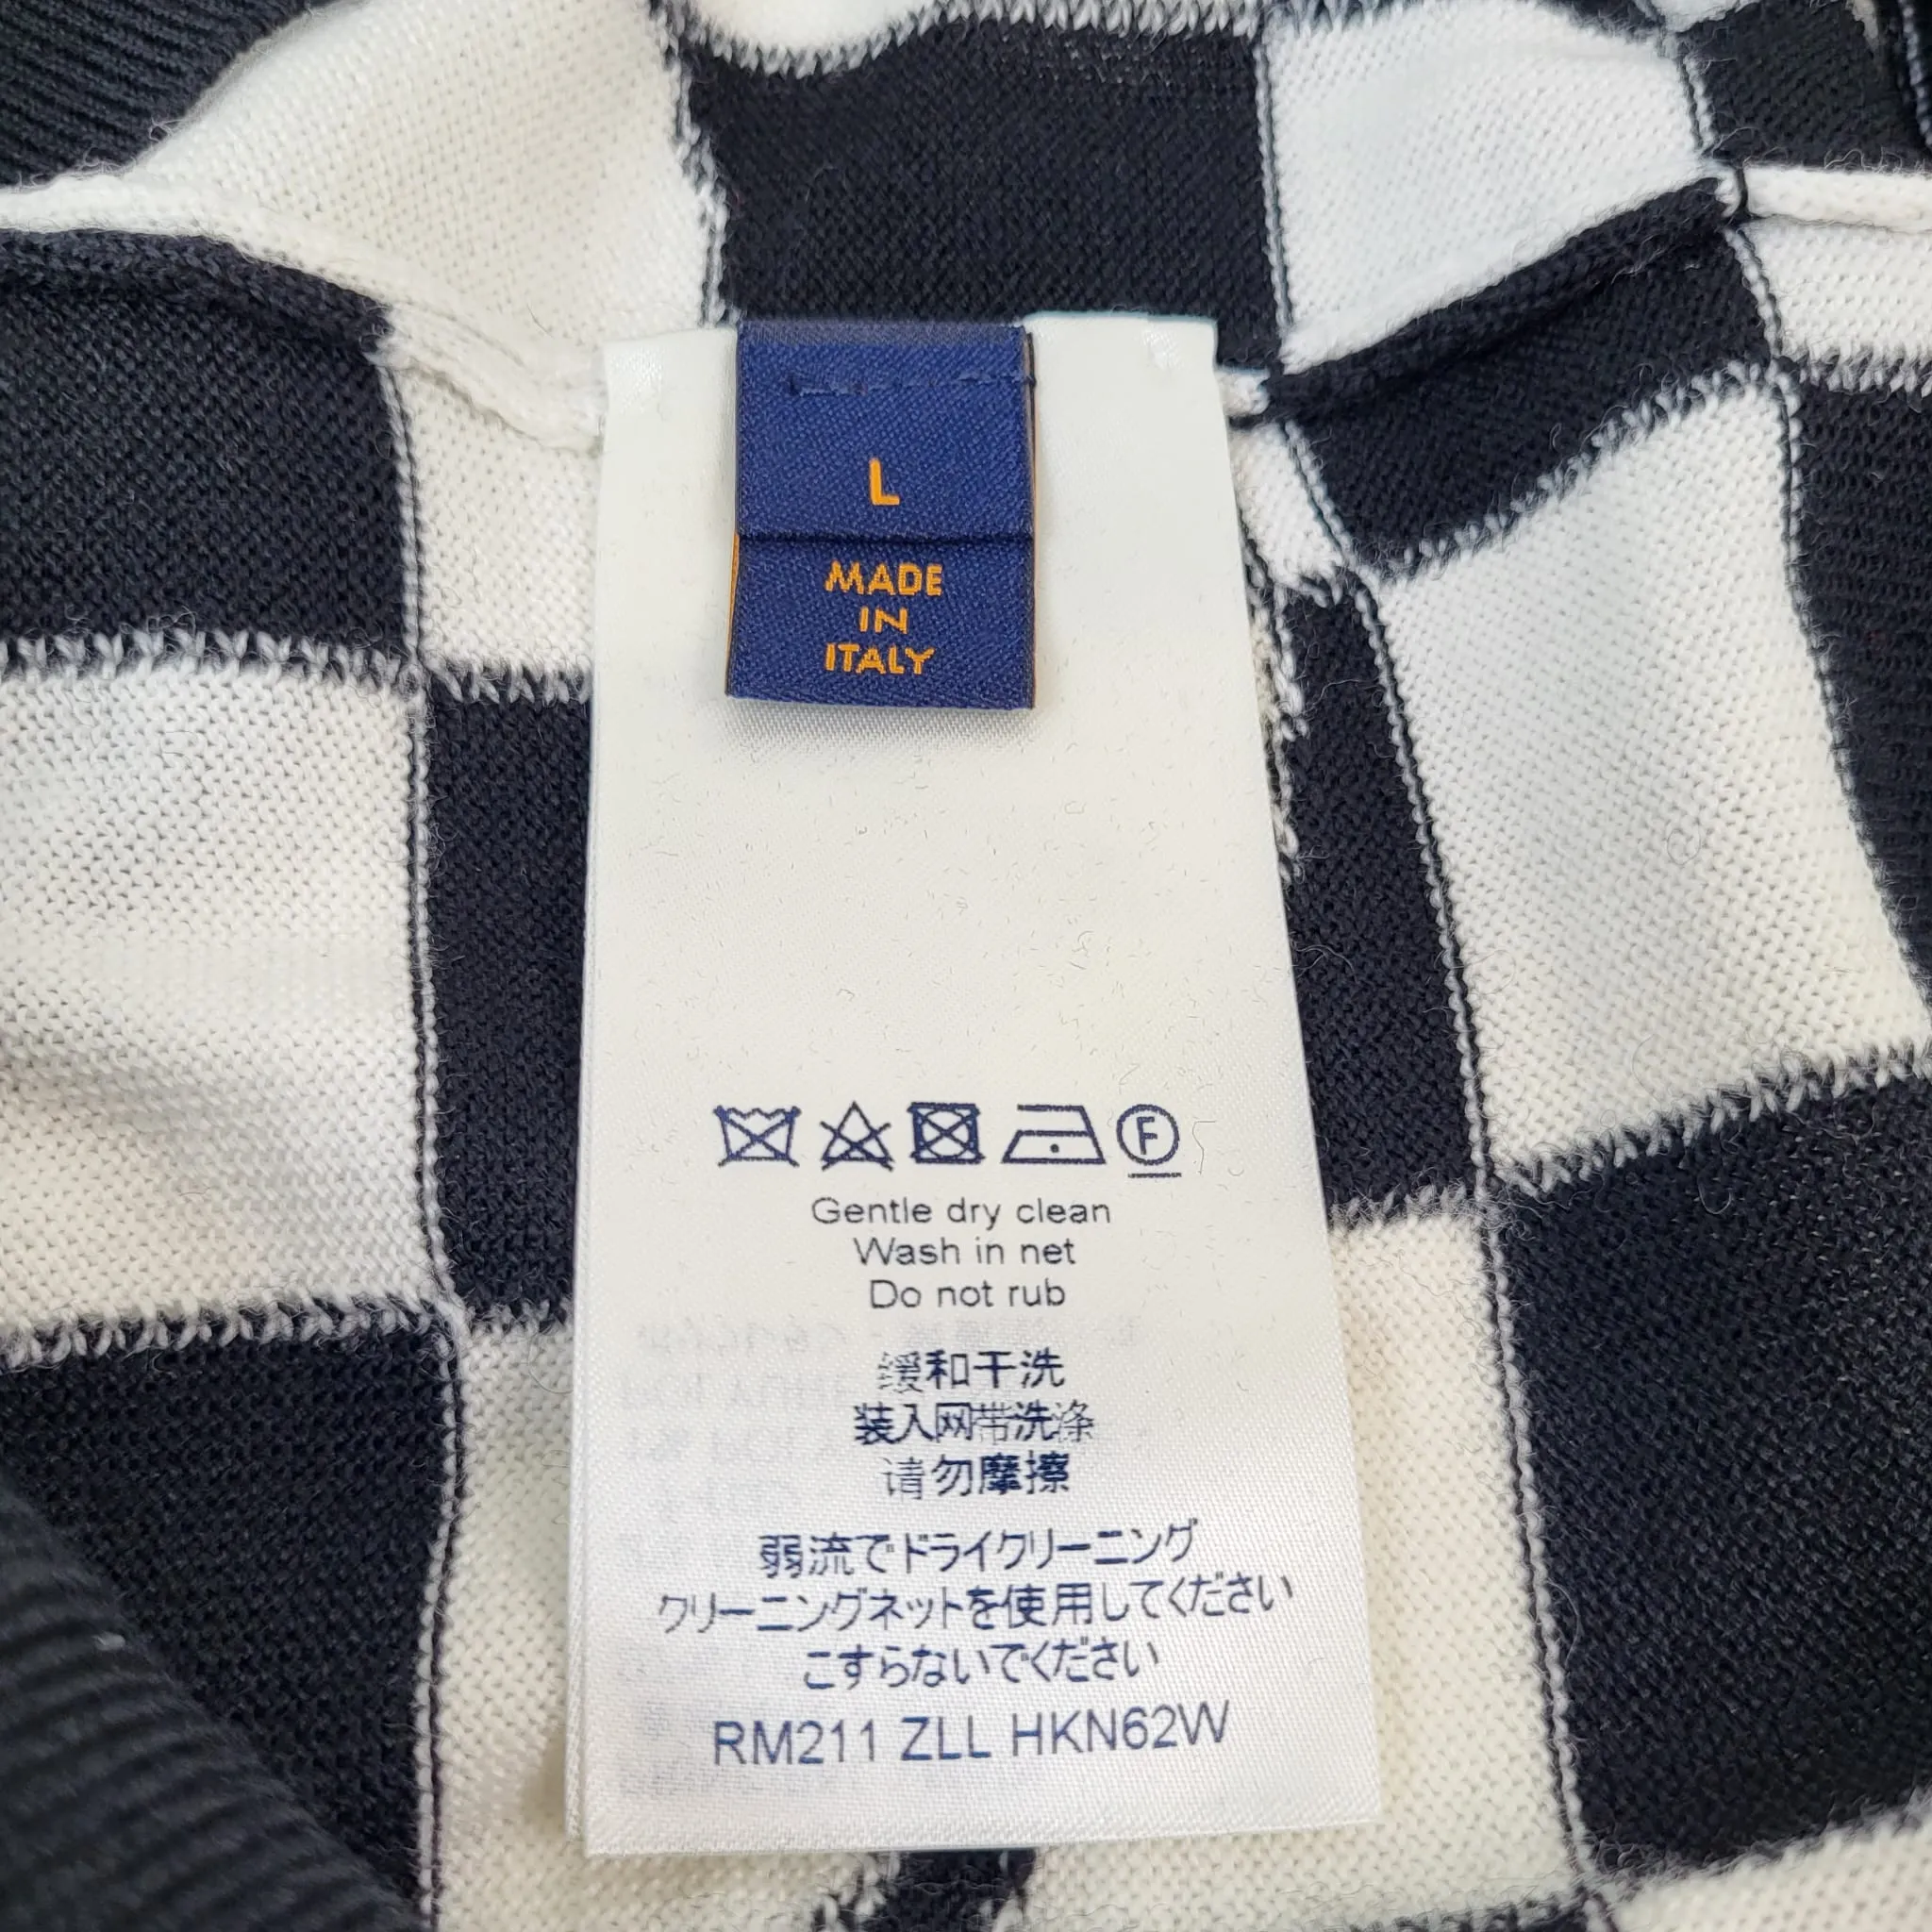 L
MADE
IN
ITALY
F
Gentle dry clean
Wash in net
Do not rub
缓和干洗
装入网带洗涤
请勿摩擦
弱流でドライクリーニング
クリーニングネットを使用してください
こすらないでください
RM211 ZLL HKN62W